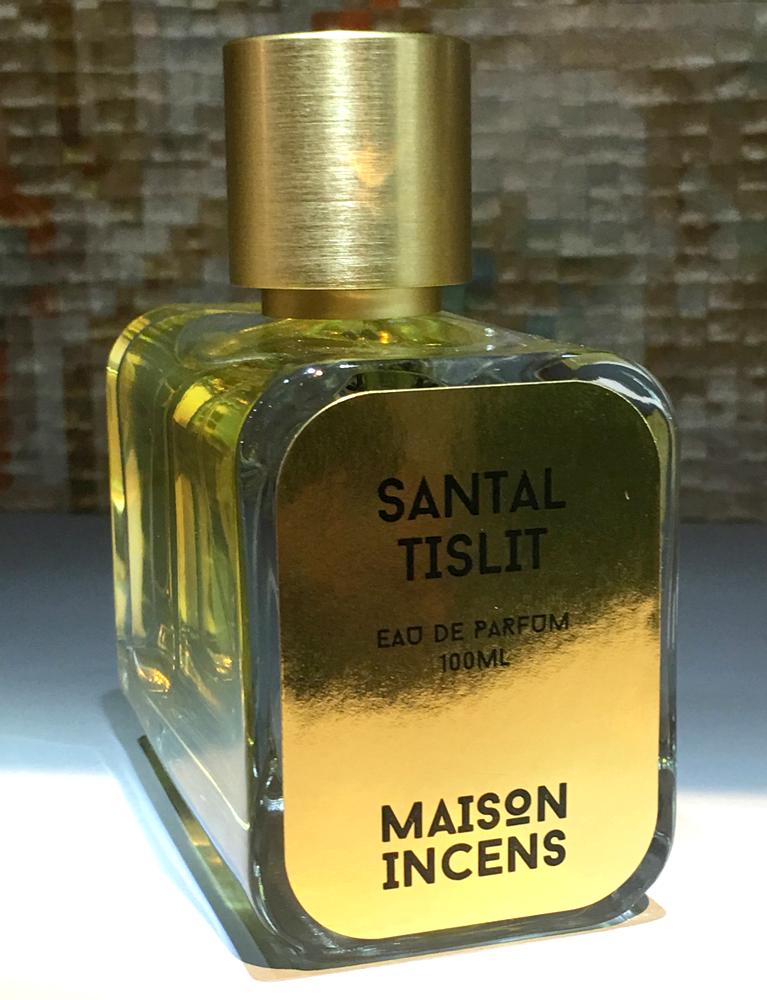 SANTAL
TISLIT
EAU DE PARFUM
100ML
MAISON
INCENS